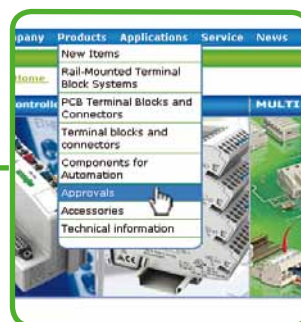 pany Products Applications Service News
New Items
Home
Rail-Mounted Terminal
Block Systems
ontrolle
PCB Terminal Blocks and
Connectors
MULTI
Terminal blocks and
connectors
Components for
Automation
Approvals
Accessories
Technical information